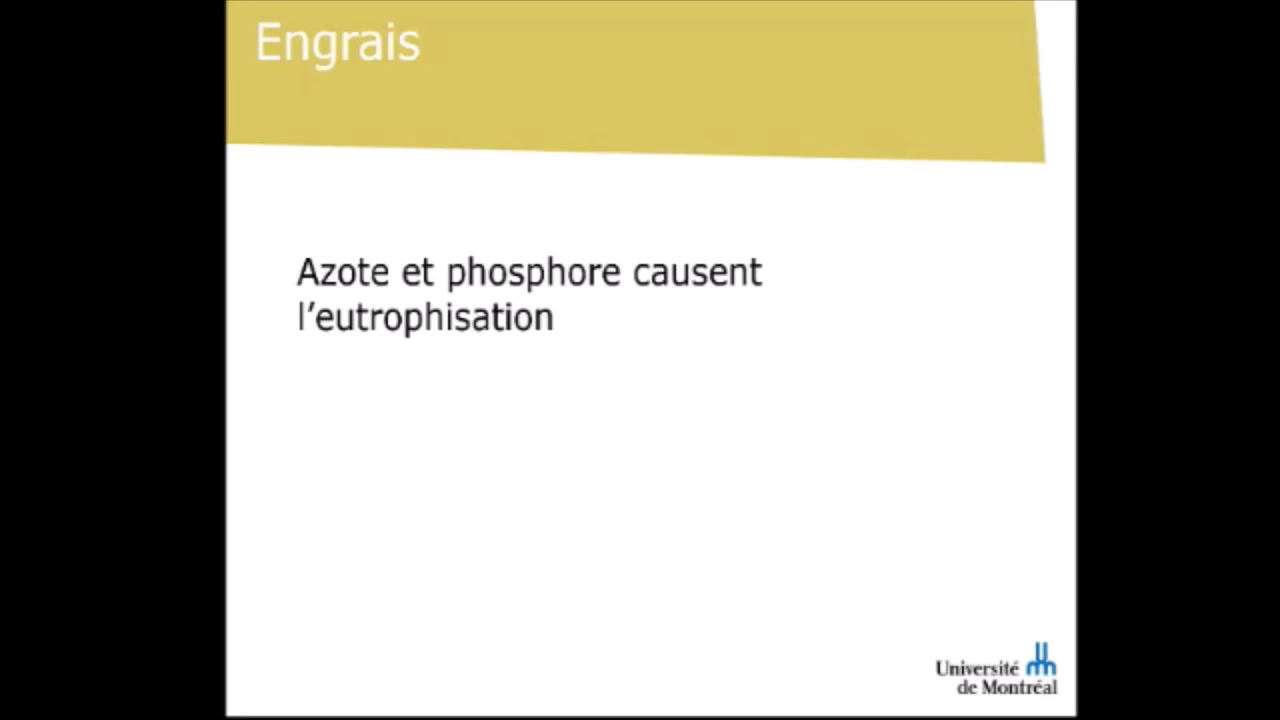 Engrais
Azote et phosphore causent
l’eutrophisation
Université
de Montréal